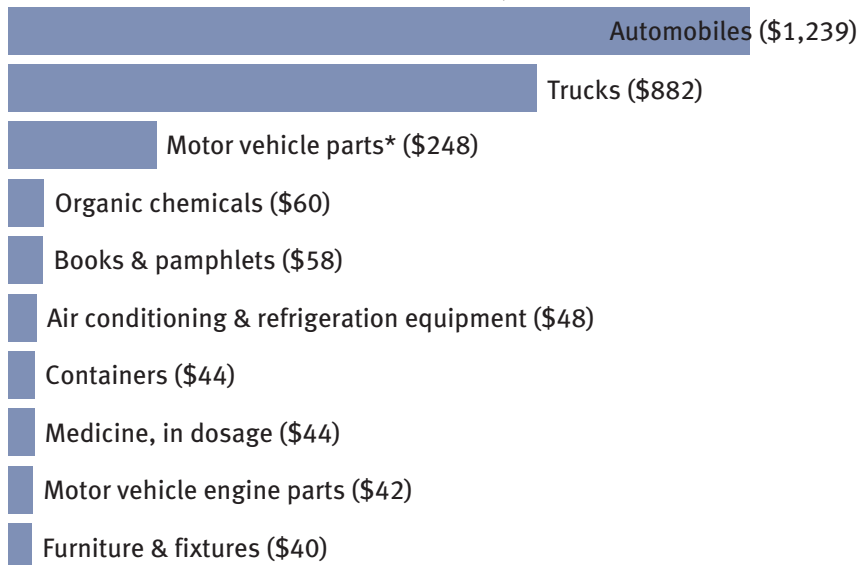 Automobiles ($1,239)
Trucks ($882)
Motor vehicle parts* ($248)
Organic chemicals ($60)
Books & pamphlets ($58)
Air conditioning & refrigeration equipment ($48)
Containers ($44)
Medicine, in dosage ($44)
Motor vehicle engine parts ($42)
Furniture & fixtures ($40)